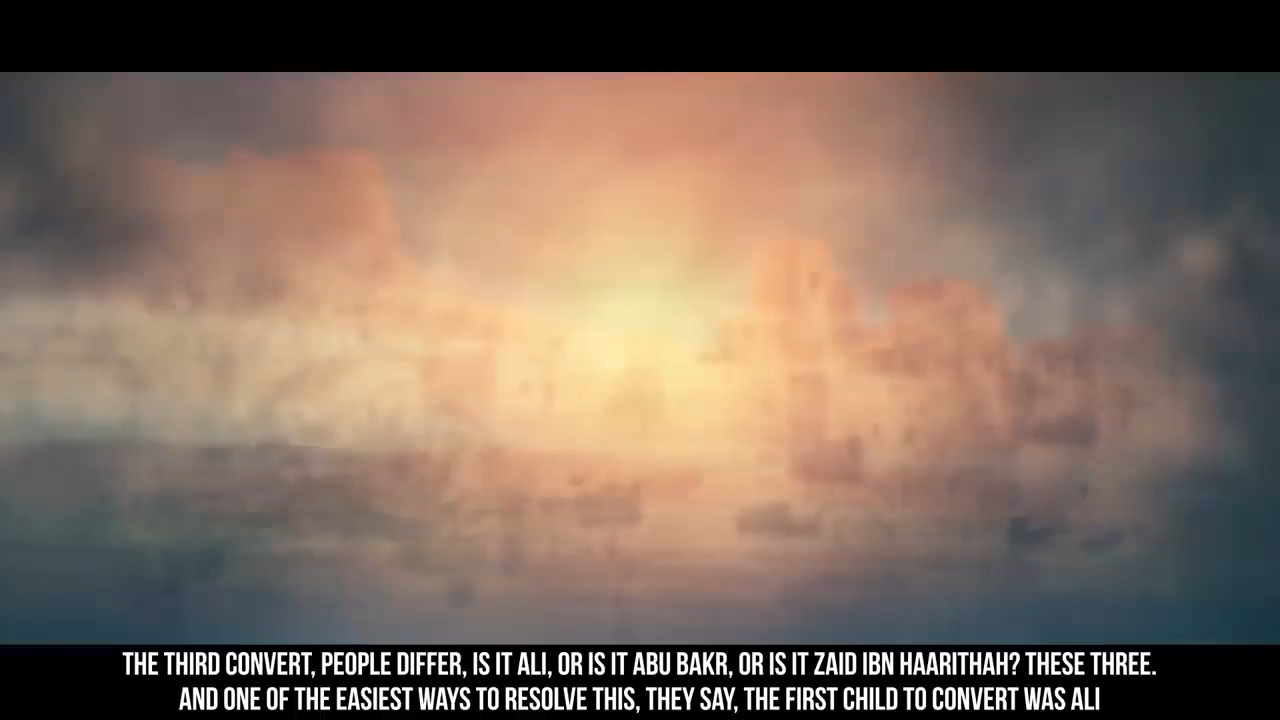 THE THIRD CONVERT, PEOPLE DIFFER, IS IT ALI, OR IS IT ABU BAKR, OR IS IT ZAID IBN HAARITHAH? THESE THREE.
AND ONE OF THE EASIEST WAYS TO RESOLVE THIS, THEY SAY, THE FIRST CHILD TO CONVERT WAS ALI